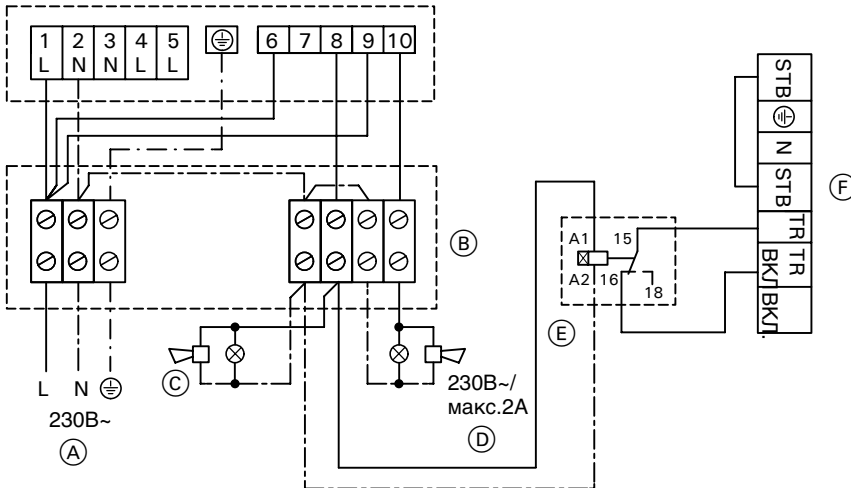 1 2 3 4 5 6 7 8 9 10
L N N L L
STB
N
STB
TR
TR
ВКЛ
ВКЛ.
F
B
A1 15
A2 16 18
E
C
L N
230В~
A
230В~/
макс.2А
D